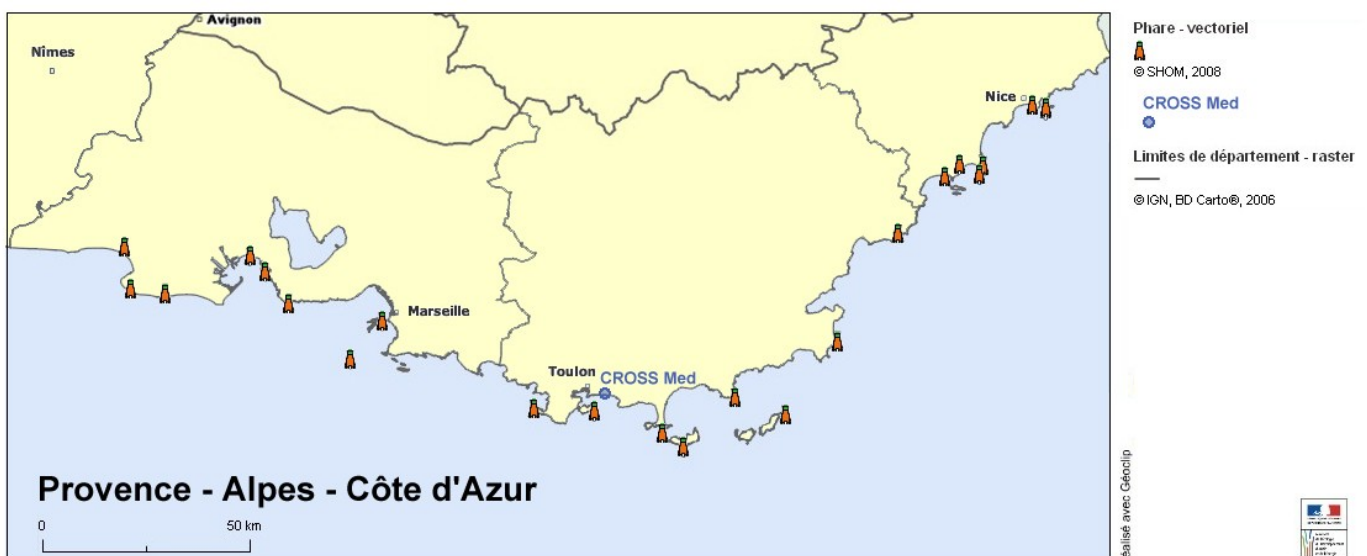 Avignon
Nîmes
Nice
Marseille
Toulon
CROSS Med
Provence - Alpes - Côte d'Azur
0
50 km
Phare - vectoriel
© SHOM, 2008
CROSS Med
Limites de département - raster
© IGN, BD Carto®, 2006
éalisé avec Géoclip